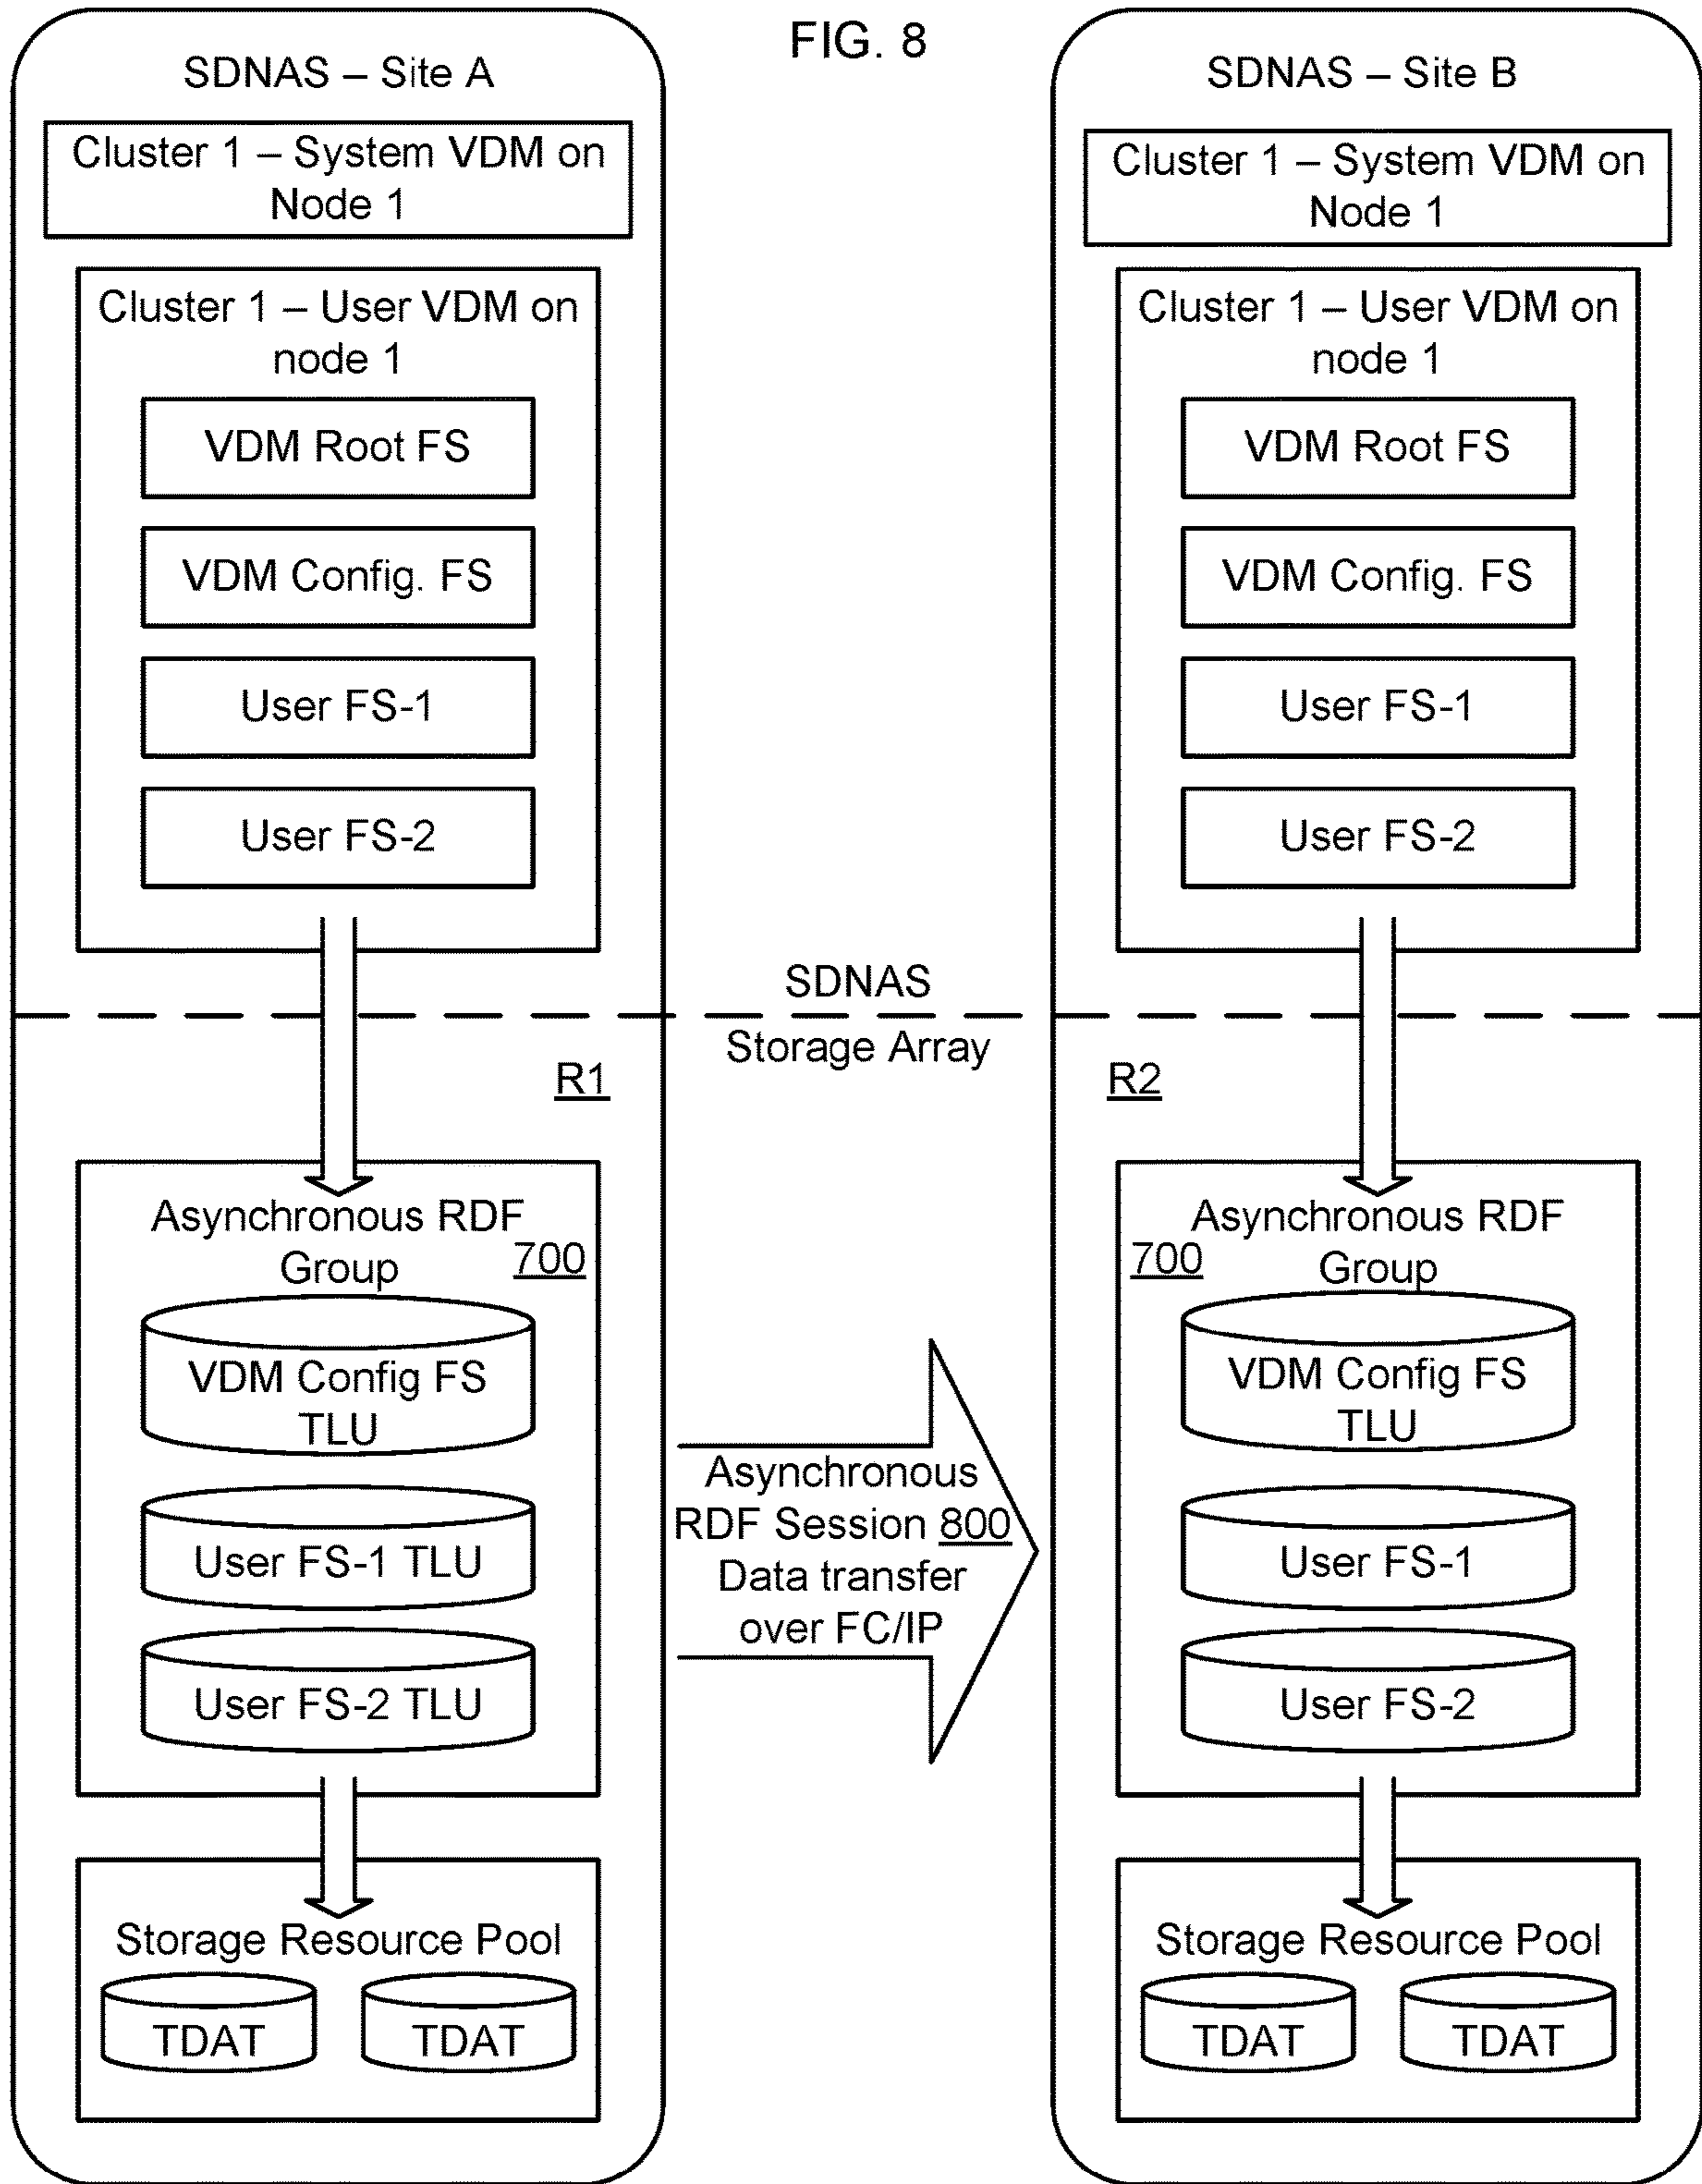 FIG. 8
SDNAS – Site A
Cluster 1 – System VDM on
Node 1
Cluster 1 – User VDM on
node 1
VDM Root FS
VDM Config. FS
User FS-1
User FS-2
SDNAS – Site B
Cluster 1 – System VDM on
Node 1
Cluster 1 – User VDM on
node 1
VDM Root FS
VDM Config. FS
User FS-1
User FS-2
SDNAS
Storage Array
R1
R2
Asynchronous RDF
Group 700
VDM Config FS
TLU
User FS-1 TLU
User FS-2 TLU
Storage Resource Pool
TDAT TDAT
Asynchronous
RDF Session 800
Data transfer
over FC/IP
Asynchronous RDF
700 Group
VDM Config FS
TLU
User FS-1
User FS-2
Storage Resource Pool
TDAT TDAT